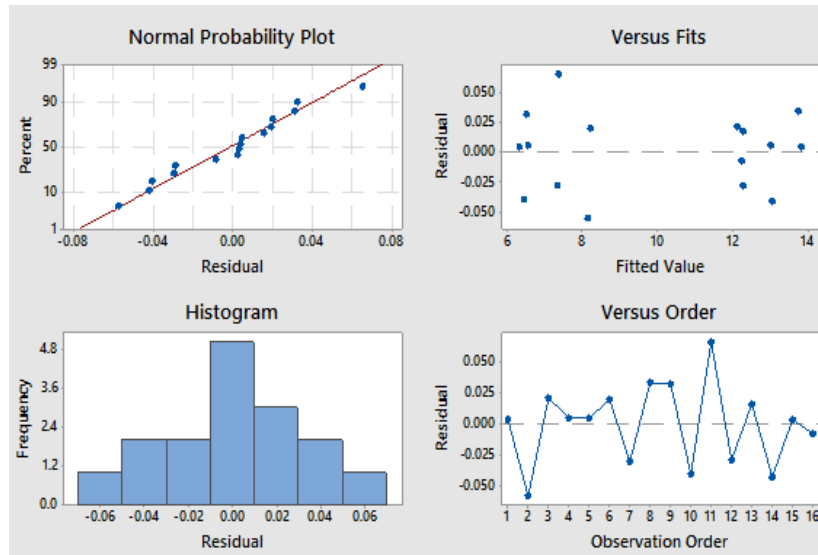 Normal Probability Plot
99
90
50
10
1
Percent
-0.08 -0.04 0.00 0.04 0.08
Residual
Versus Fits
0.050
0.025
0.000
-0.025
-0.050
Residual
6 8 10 12 14
Fitted Value
Histogram
4.8
3.6
2.4
1.2
0.0
Frequency
-0.06 -0.04 -0.02 0.00 0.02 0.04 0.06
Residual
Versus Order
0.050
0.025
0.000
-0.025
-0.050
Residual
1 2 3 4 5 6 7 8 9 10 11 12 13 14 15 16
Observation Order